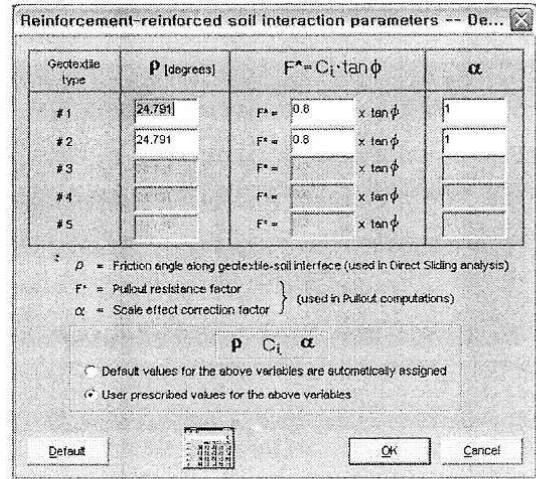 Reinforcement-reinforced soil interaction parameters -- De...
Geotextile type ρ [degrees] F* = Ci·tan ϕ α
#1 24.791 F* = 0.8 x tan ϕ 1
#2 24.791 F* = 0.8 x tan ϕ 1
#3 F* = x tan ϕ
#4 F* = x tan ϕ
#5 F* = x tan ϕ
ρ = Friction angle along geotextile-soil interface (used in Direct Sliding analysis)
F* = Pullout resistance factor
(used in Pullout computations)
α = Scale effect correction factor
ρ Ci α
Default values for the above variables are automatically assigned
User prescribed values for the above variables
Default OK Cancel